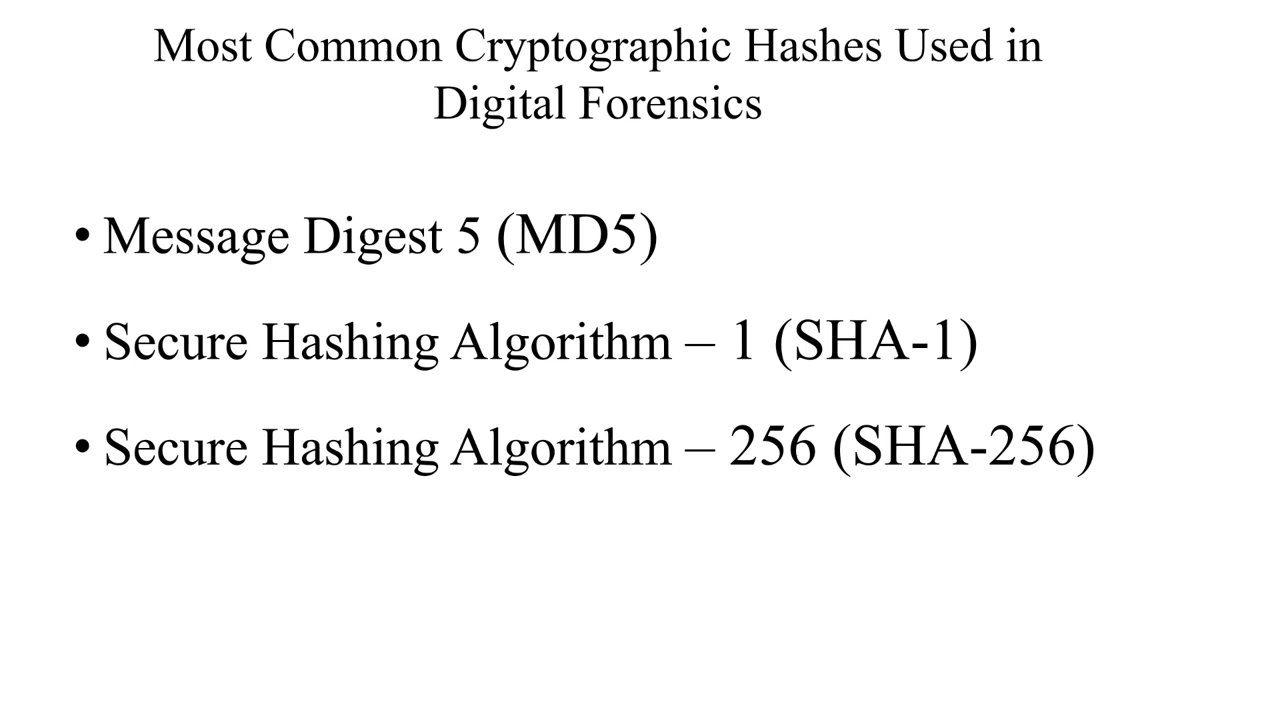 Most Common Cryptographic Hashes Used in
Digital Forensics
• Message Digest 5 (MD5)
• Secure Hashing Algorithm – 1 (SHA-1)
• Secure Hashing Algorithm – 256 (SHA-256)